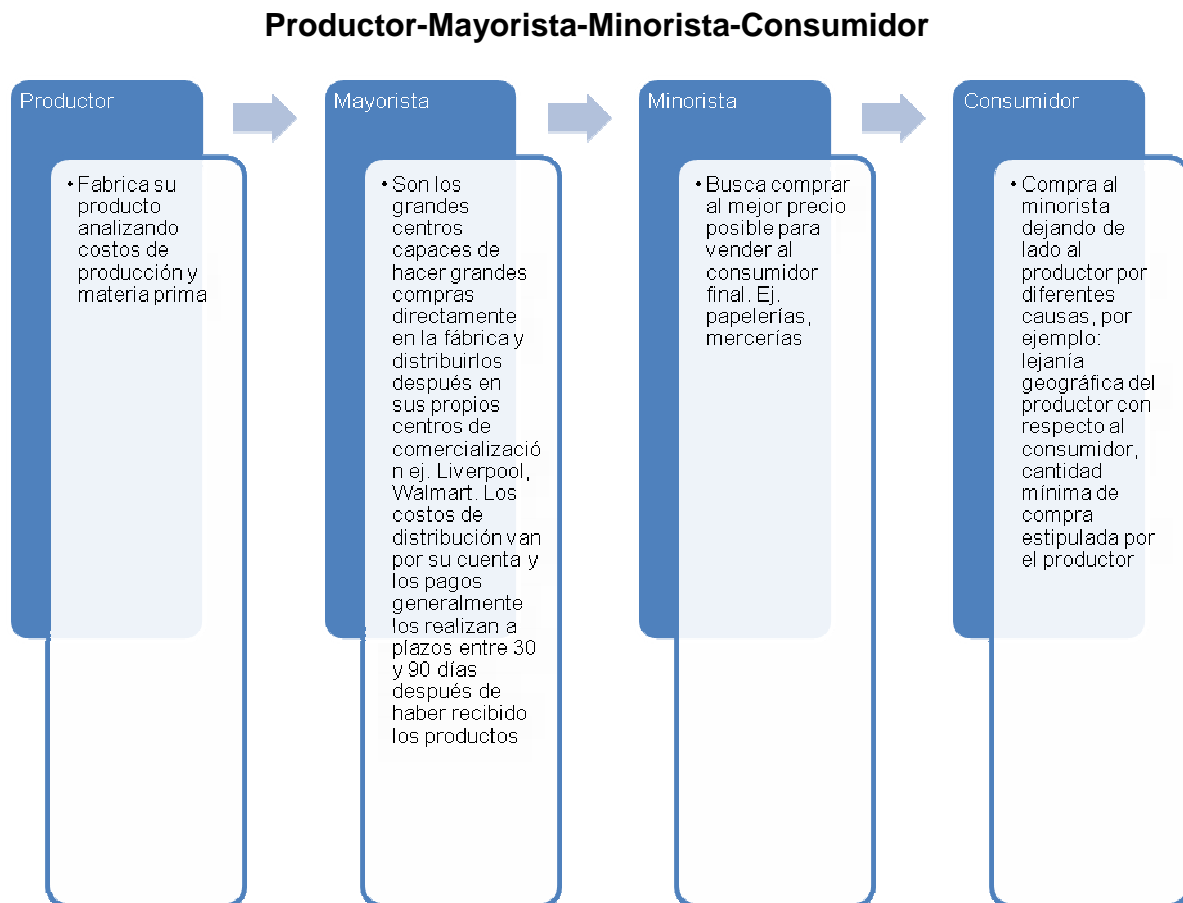 Productor-Mayorista-Minorista-Consumidor
Productor
• Fabrica su
producto
analizando
costos de
producción y
materia prima
Mayorista
• Son los
grandes
centros
capaces de
hacer grandes
compras
directamente
en la fábrica y
distribuirlos
después en
sus propios
centros de
comercializació
n ej. Liverpool,
Walmart. Los
costos de
distribución van
por su cuenta y
los pagos
generalmente
los realizan a
plazos entre 30
y 90 días
después de
haber recibido
los productos
Minorista
• Busca comprar
al mejor precio
posible para
vender al
consumidor
final. Ej.
papelerías,
mercerías
Consumidor
• Compra al
minorista
dejando de
lado al
productor por
diferentes
causas, por
ejemplo:
lejanía
geográfica del
productor con
respecto al
consumidor,
cantidad
mínima de
compra
estipulada por
el productor